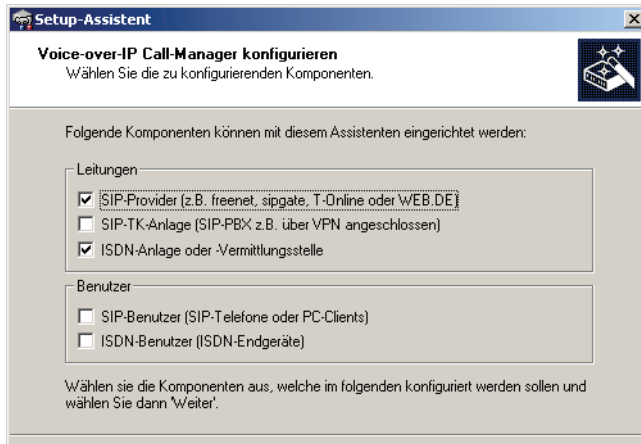 Setup-Assistent
Voice-over-IP Call-Manager konfigurieren
Wählen Sie die zu konfigurierenden Komponenten.
Folgende Komponenten können mit diesem Assistenten eingerichtet werden:
Leitungen
SIP-Provider (z.B. freenet, sipgate, T-Online oder WEB.DE)
SIP-TK-Anlage (SIP-PBX z.B. über VPN angeschlossen)
ISDN-Anlage oder -Vermittlungsstelle
Benutzer
SIP-Benutzer (SIP-Telefone oder PC-Clients)
ISDN-Benutzer (ISDN-Endgeräte)
Wählen sie die Komponenten aus, welche im folgenden konfiguriert werden sollen und
wählen Sie dann 'Weiter'.